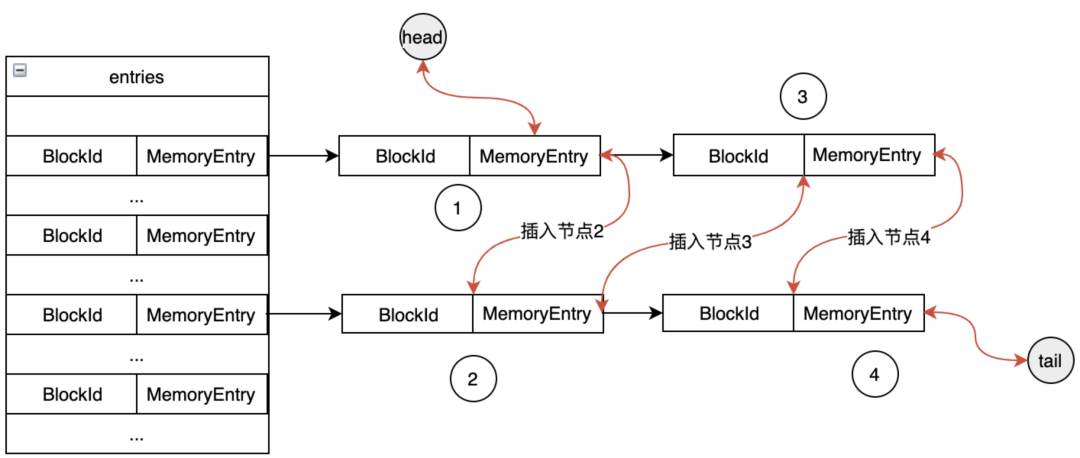 head
entries
3
BlockId MemoryEntry
BlockId MemoryEntry
BlockId MemoryEntry
...
1
BlockId MemoryEntry
插入节点2
插入节点3
插入节点4
...
BlockId MemoryEntry
BlockId MemoryEntry
BlockId MemoryEntry
...
2
4
tail
BlockId MemoryEntry
...